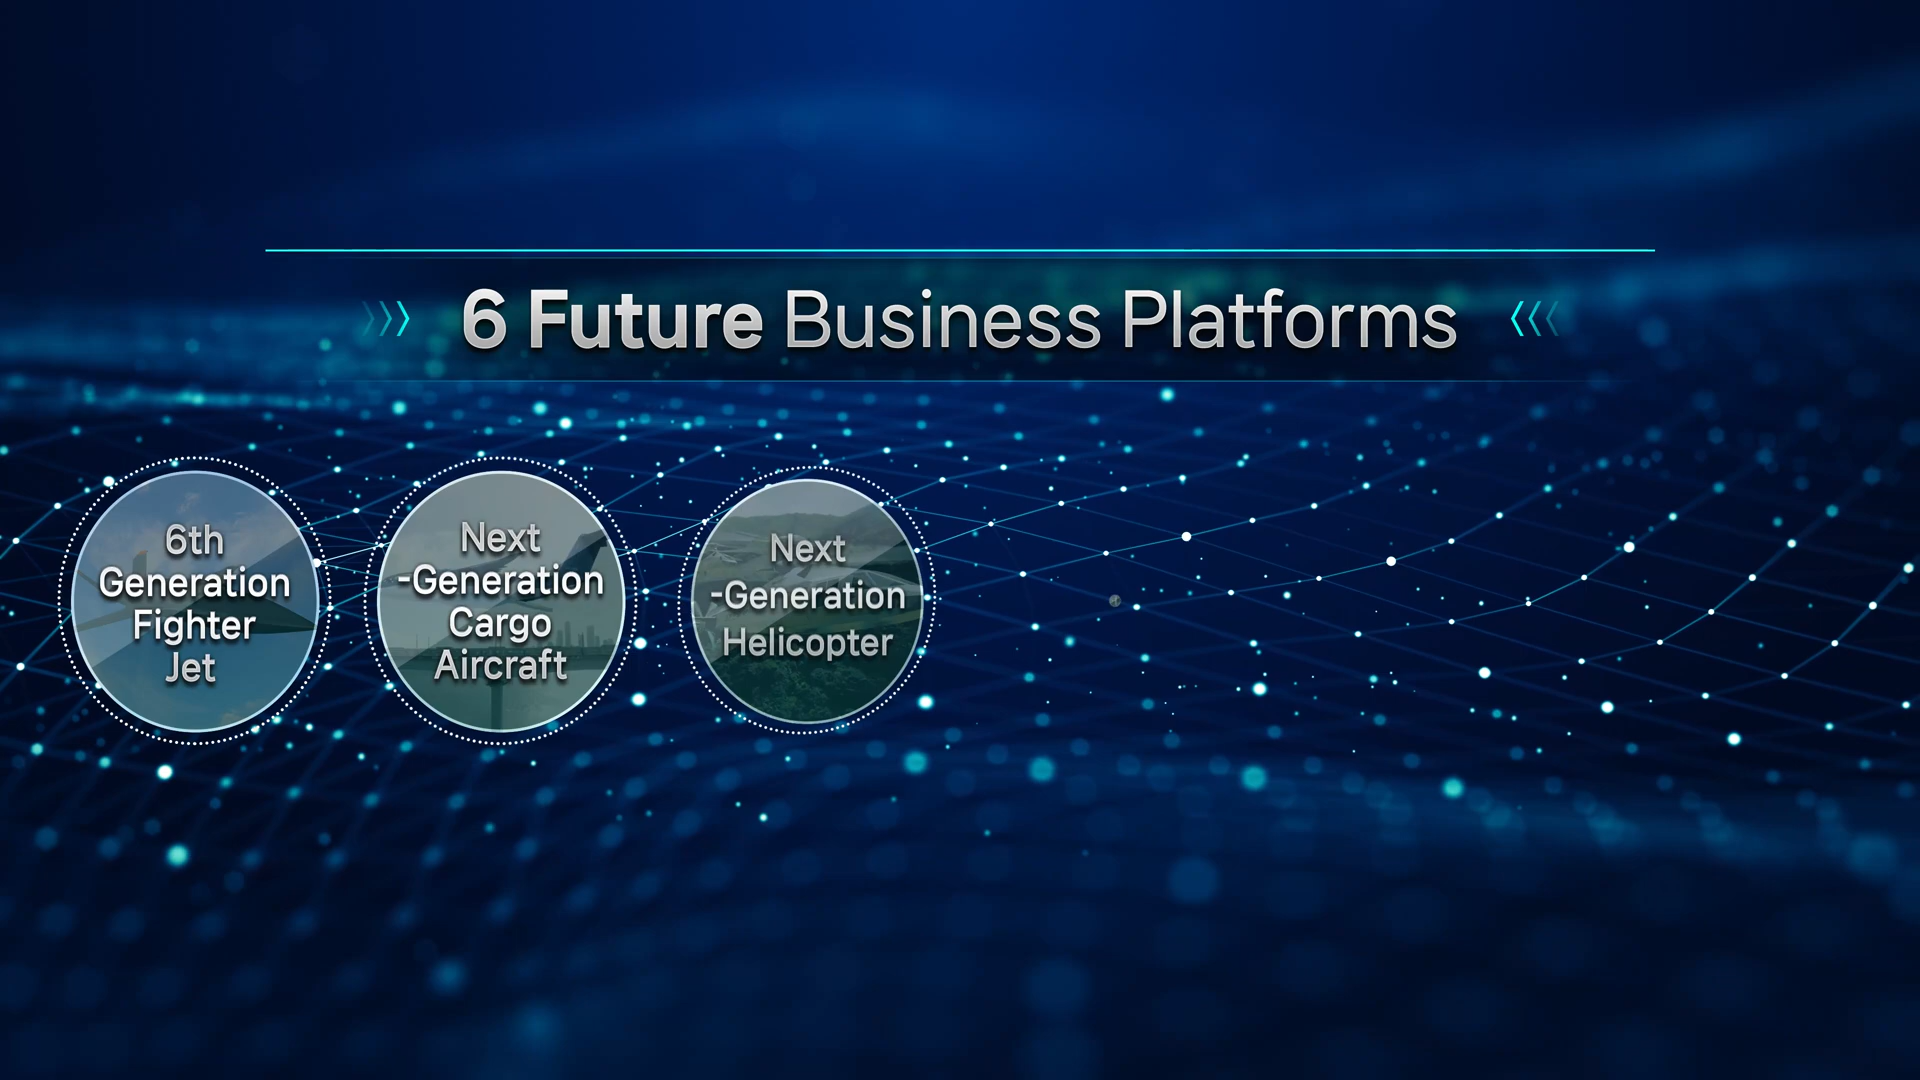 6 Future Business Platforms
6th
Generation
Fighter
Jet
Next
-Generation
Cargo
Aircraft
Next
-Generation
Helicopter